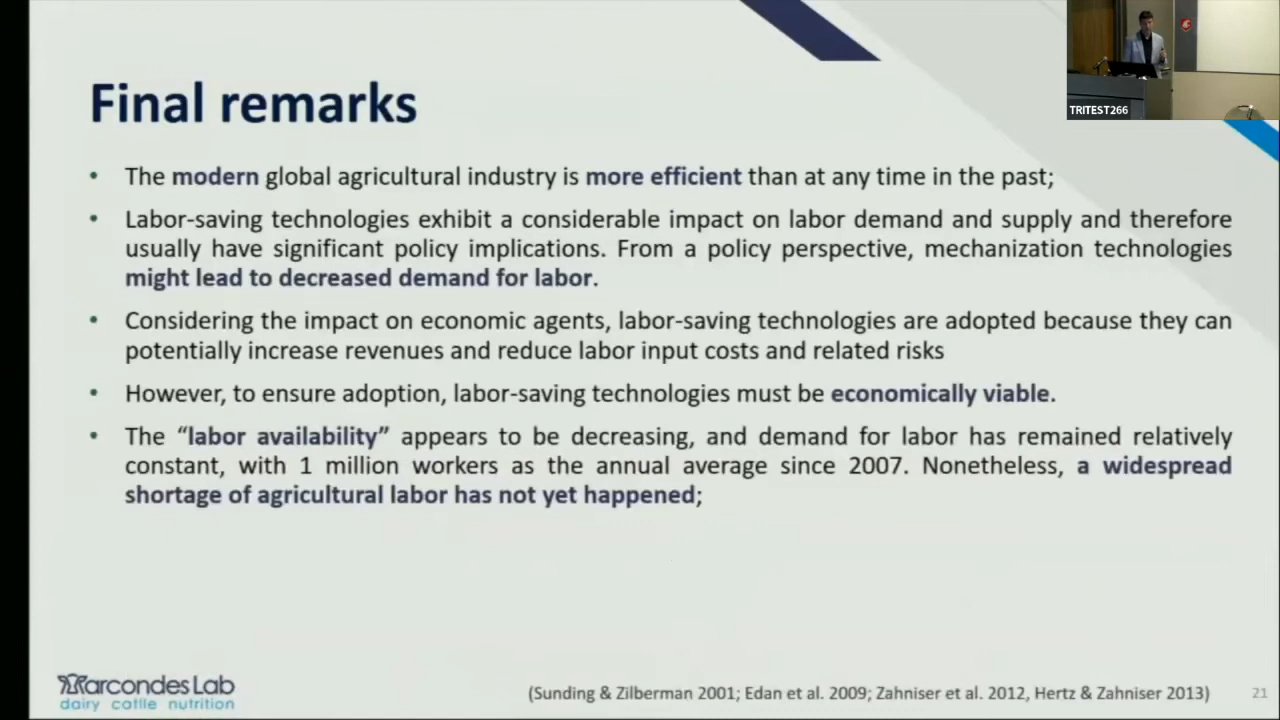 TRITEST266
Final remarks
• The modern global agricultural industry is more efficient than at any time in the past;
• Labor-saving technologies exhibit a considerable impact on labor demand and supply and therefore
usually have significant policy implications. From a policy perspective, mechanization technologies
might lead to decreased demand for labor.
• Considering the impact on economic agents, labor-saving technologies are adopted because they can
potentially increase revenues and reduce labor input costs and related risks
• However, to ensure adoption, labor-saving technologies must be economically viable.
• The “labor availability” appears to be decreasing, and demand for labor has remained relatively
constant, with 1 million workers as the annual average since 2007. Nonetheless, a widespread
shortage of agricultural labor has not yet happened;
Marcondes Lab
dairy cattle nutrition
(Sunding & Zilberman 2001; Edan et al. 2009; Zahniser et al. 2012, Hertz & Zahniser 2013)
21